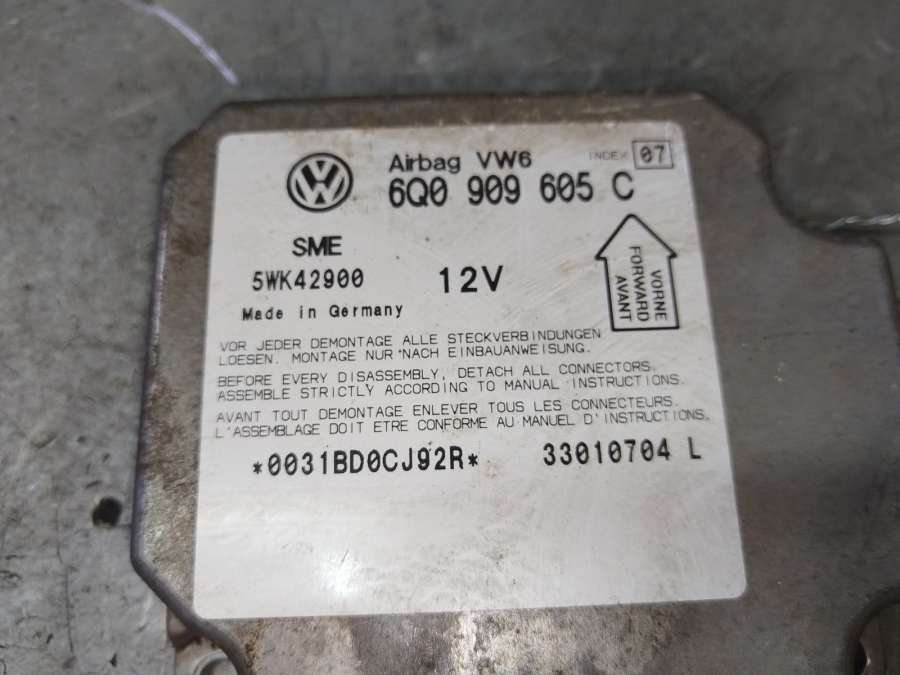 Airbag VW6 INDEX 07
6Q0 909 605 C
SME
5WK42900 12V
Made in Germany
VORNE
FORWARD
AVANT
VOR JEDER DEMONTAGE ALLE STECKVERBINDUNGEN
LOESEN. MONTAGE NUR "NACH EINBAUANWEISUNG.
BEFORE EVERY DISASSEMBLY, DETACH ALL CONNECTORS.
ASSEMBLE STRICTLY ACCORDING TO MANUAL INSTRUCTIONS.
AVANT TOUT DEMONTAGE ENLEVER TOUS LES CONNECTEURS.
L'ASSEMBLAGE DOIT ETRE CONFORME AU MANUEL D'INSTRUCTIONS.
*0031BD0CJ92R* 33010704 L